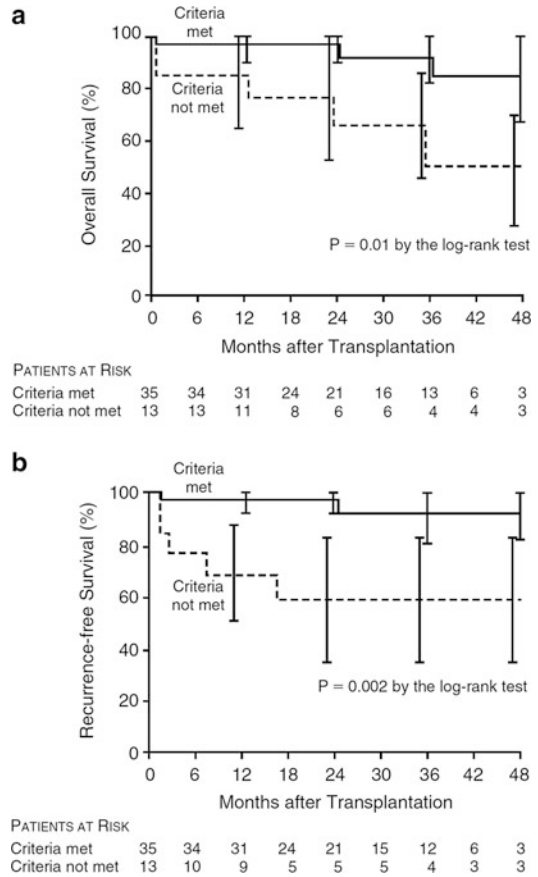 a
Criteria
met
100
80
60
40
20
0
Overall Survival (%)
Criteria
not met
P = 0.01 by the log-rank test
0 6 12 18 24 30 36 42 48
Months after Transplantation
PATIENTS AT RISK
Criteria met 35 34 31 24 21 16 13 6 3
Criteria not met 13 13 11 8 6 6 4 4 3
b
Criteria
met
100
80
60
40
20
0
Recurrence-free Survival (%)
Criteria
not met
P = 0.002 by the log-rank test
0 6 12 18 24 30 36 42 48
Months after Transplantation
PATIENTS AT RISK
Criteria met 35 34 31 24 21 15 12 6 3
Criteria not met 13 10 9 5 5 5 4 3 3